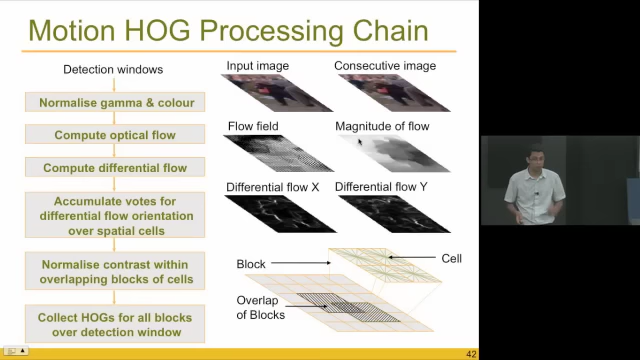 Motion HOG Processing Chain
Detection windows
Normalise gamma & colour
Compute optical flow
Compute differential flow
Accumulate votes for
differential flow orientation
over spatial cells
Normalise contrast within
overlapping blocks of cells
Collect HOGs for all blocks
over detection window
Input image
Consecutive image
Flow field
Magnitude of flow
Differential flow X
Differential flow Y
Block
Cell
Overlap
of Blocks
42